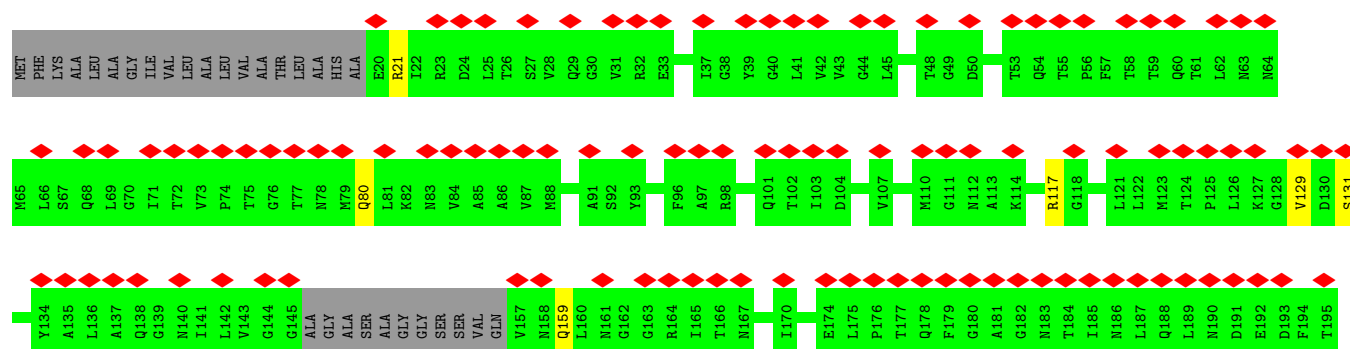 MET PHE LYS ALA LEU ALA GLY ILE VAL LEU ALA LEU VAL ALA THR LEU ALA HIS ALA E20 R21 I22 R23 D24 L25 T26 S27 V28 Q29 G30 V31 R32 E33 I37 G38 Y39 G40 L41 V42 V43 G44 L45 T48 G49 D50 T53 Q54 T55 P56 F57 T58 T59 Q60 T61 L62 N63 N64
M65 L66 S67 Q68 L69 G70 I71 T72 V73 P74 T75 G76 T77 N78 M79 Q80 L81 K82 N83 V84 A85 A86 V87 M88 A91 S92 Y93 F96 A97 R98 Q101 T102 I103 D104 V107 M110 G111 N112 A113 K114 R117 G118 L121 L122 M123 T124 P125 L126 K127 G128 V129 D130 S131
Y134 A135 L136 A137 Q138 G139 N140 I141 L142 V143 G144 G145 ALA GLY ALA SER ALA GLY GLY SER SER VAL GLN V157 N158 Q159 L160 N161 G162 G163 R164 I165 T166 N167 I170 E174 L175 P176 T177 Q178 F179 G180 A181 G182 N183 T184 I185 N186 L187 Q188 L189 N190 D191 E192 D193 F194 T195